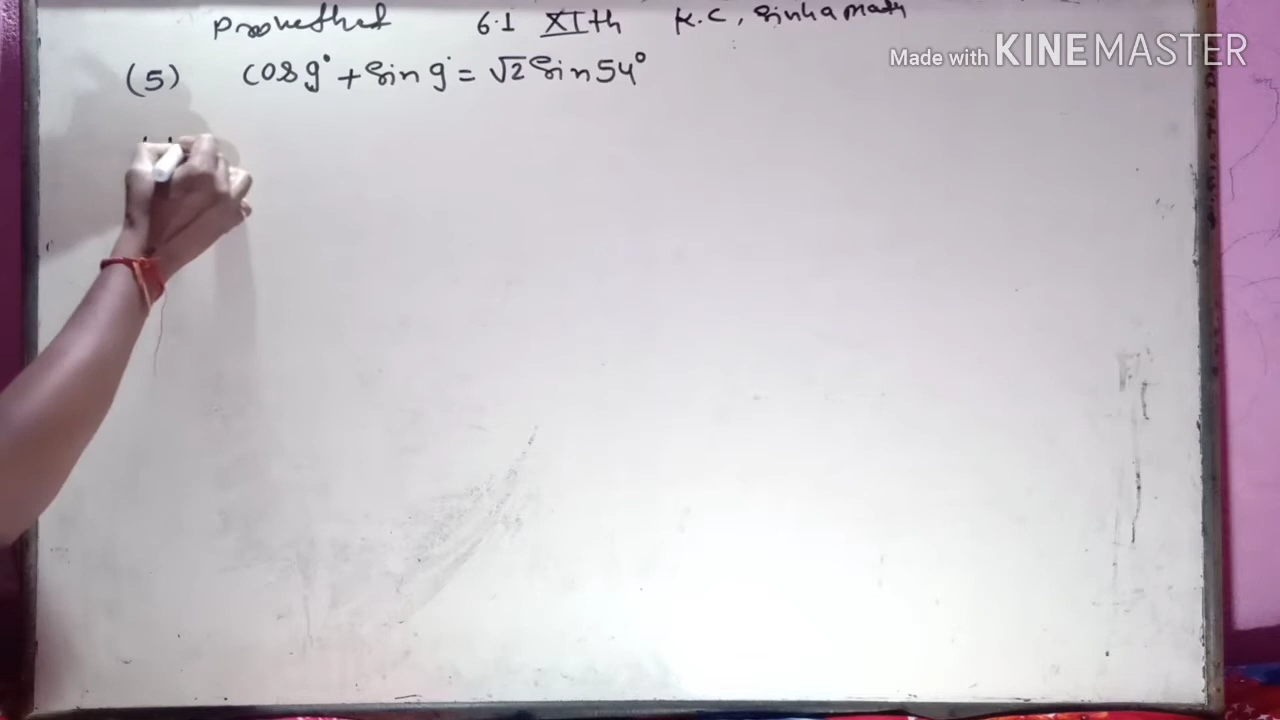 Prove that 6.1 XIth K.C, Sinha math
Made with KINEMASTER
(5) cos 9° + Sin 9° = √2 Sin 54°